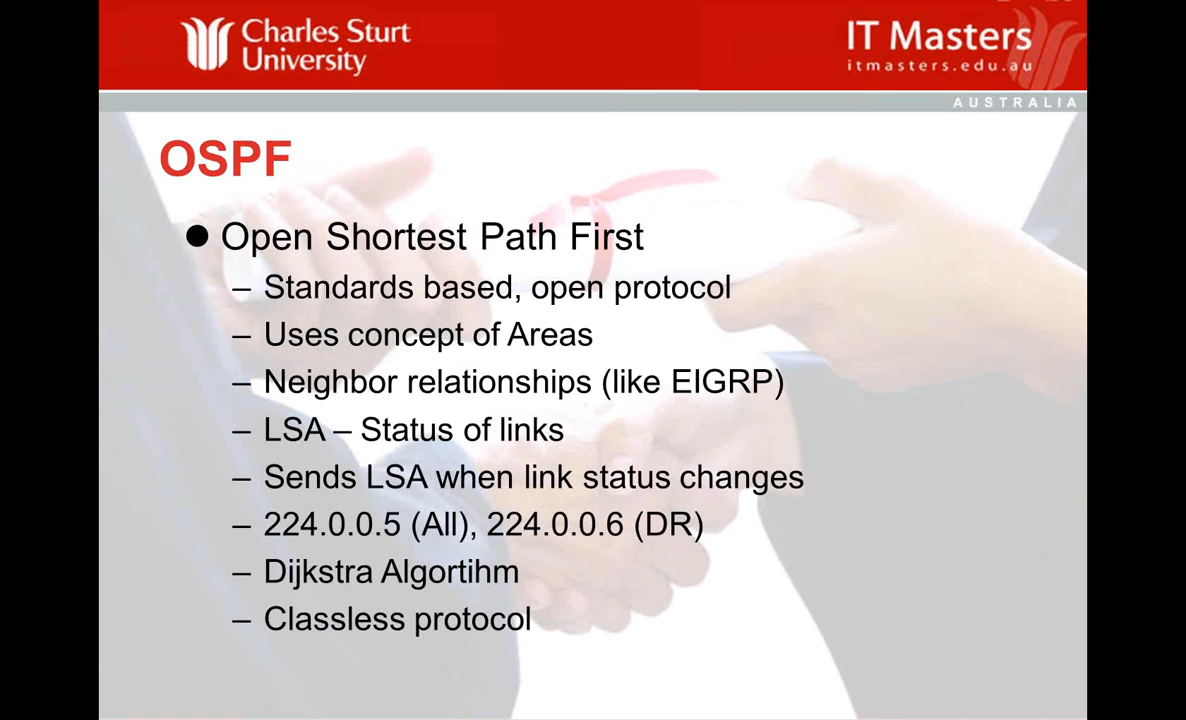 Charles Sturt
University
IT Masters
itmasters.edu.au
AUSTRALIA
OSPF
● Open Shortest Path First
– Standards based, open protocol
– Uses concept of Areas
– Neighbor relationships (like EIGRP)
– LSA – Status of links
– Sends LSA when link status changes
– 224.0.0.5 (All), 224.0.0.6 (DR)
– Dijkstra Algortihm
– Classless protocol